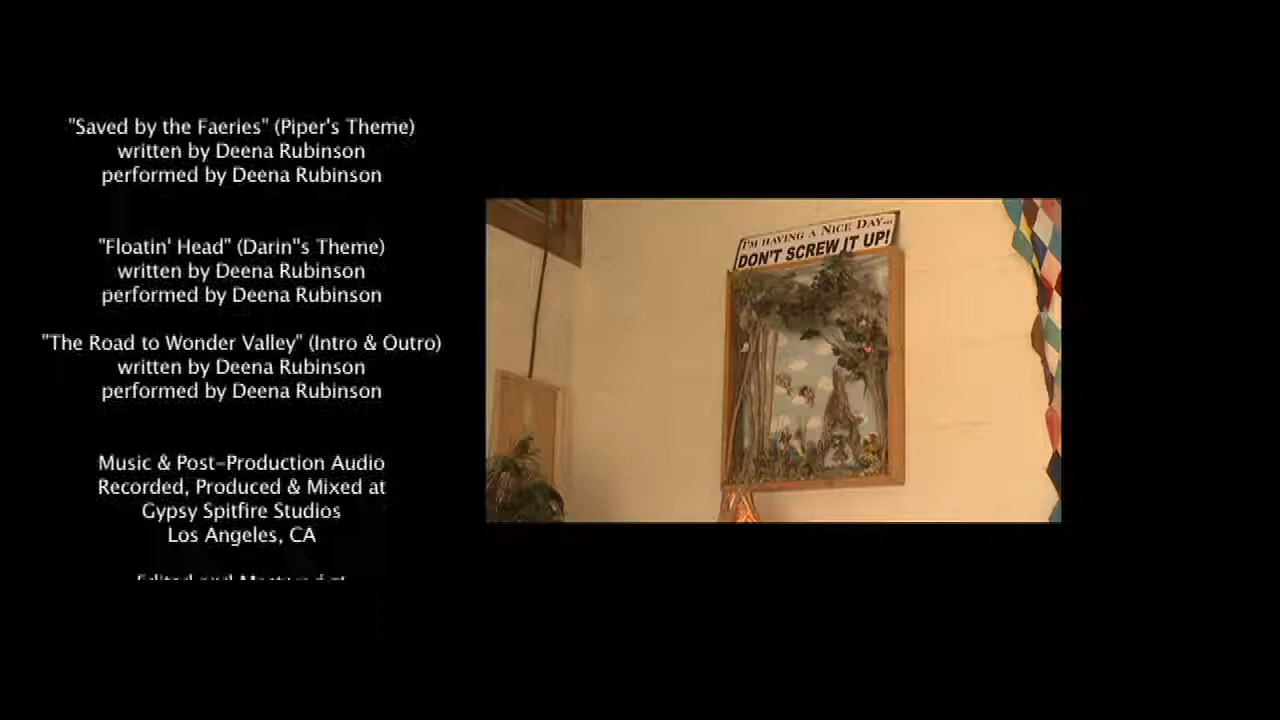 "Saved by the Faeries" (Piper's Theme)
written by Deena Rubinson
performed by Deena Rubinson
"Floatin' Head" (Darin"s Theme)
written by Deena Rubinson
performed by Deena Rubinson
"The Road to Wonder Valley" (Intro & Outro)
written by Deena Rubinson
performed by Deena Rubinson
Music & Post-Production Audio
Recorded, Produced & Mixed at
Gypsy Spitfire Studios
Los Angeles, CA
I'M HAVING A NICE DAY...
DON'T SCREW IT UP!